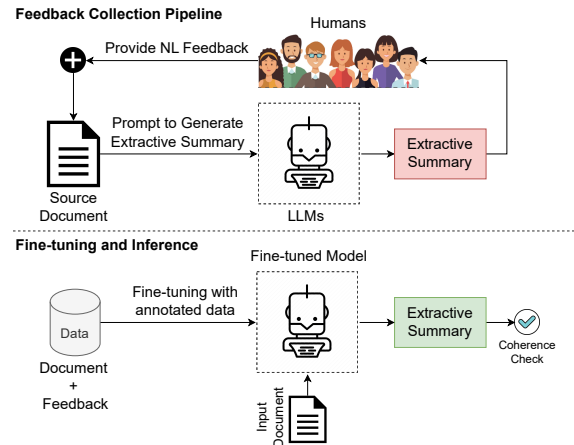 Feedback Collection Pipeline
Humans
Provide NL Feedback
Prompt to Generate
Extractive Summary
Extractive
Summary
Source
Document
LLMs
Fine-tuning and Inference
Fine-tuned Model
Fine-tuning with
annotated data
Data
Extractive
Summary
Coherence
Check
Document
+
Feedback
Input
Document